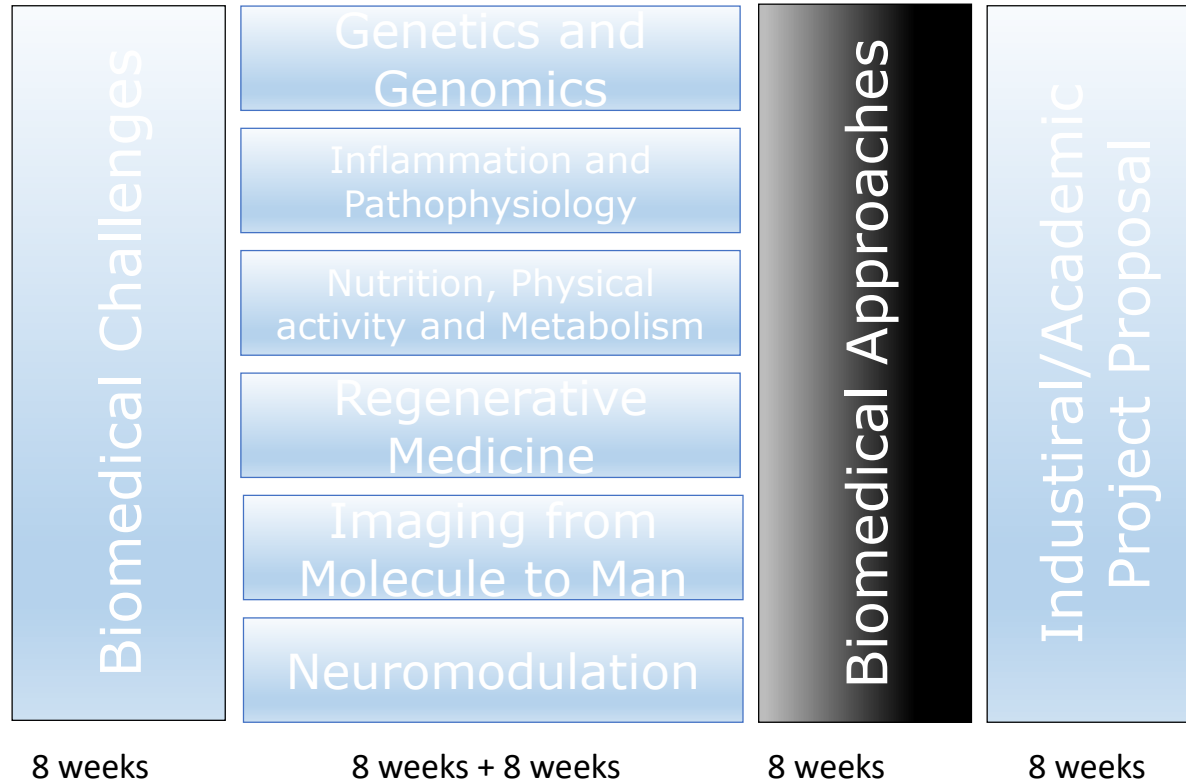 Biomedical Challenges
Genetics and
Genomics
Inflammation and
Pathophysiology
Nutrition, Physical
activity and Metabolism
Regenerative
Medicine
Imaging from
Molecule to Man
Neuromodulation
Biomedical Approaches
Industiral/Academic
Project Proposal
8 weeks
8 weeks + 8 weeks
8 weeks
8 weeks